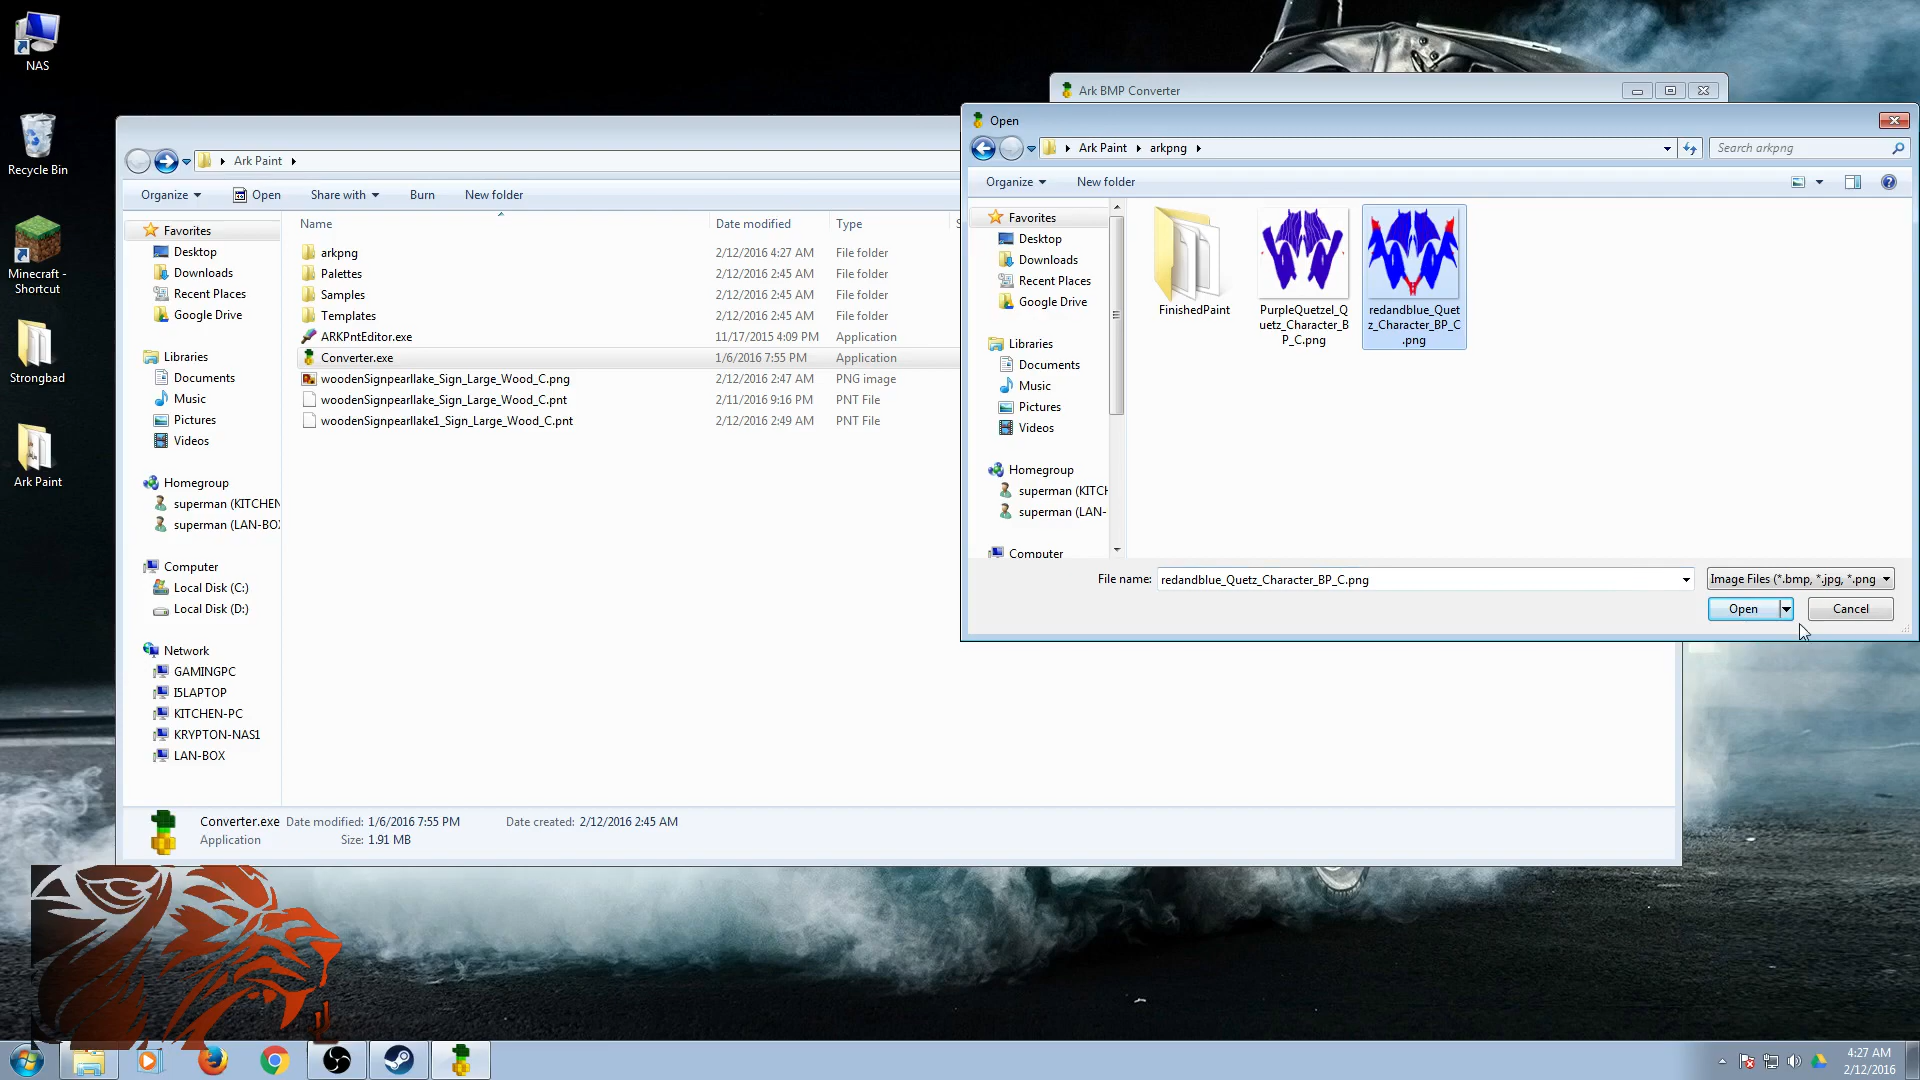 NAS
Recycle Bin
Minecraft -
Shortcut
Strongbad
Ark Paint
Ark Paint
Organize
Open
Share with
Burn
New folder
Name
Date modified
Type
Favorites
Desktop
Downloads
Recent Places
Google Drive
Libraries
Documents
Music
Pictures
Videos
Homegroup
superman (KITCHEN
superman (LAN-BO
Computer
Local Disk (C:)
Local Disk (D:)
Network
GAMINGPC
I5LAPTOP
KITCHEN-PC
KRYPTON-NAS1
LAN-BOX
arkpng 2/12/2016 4:27 AM File folder
Palettes 2/12/2016 2:45 AM File folder
Samples 2/12/2016 2:45 AM File folder
Templates 2/12/2016 2:45 AM File folder
ARKPntEditor.exe 11/17/2015 4:09 PM Application
Converter.exe 1/6/2016 7:55 PM Application
woodenSignpearllake_Sign_Large_Wood_C.png 2/12/2016 2:47 AM PNG image
woodenSignpearllake_Sign_Large_Wood_C.pnt 2/11/2016 9:16 PM PNT File
woodenSignpearllake1_Sign_Large_Wood_C.pnt 2/12/2016 2:49 AM PNT File
Converter.exe Date modified: 1/6/2016 7:55 PM Date created: 2/12/2016 2:45 AM
Application Size: 1.91 MB
Ark BMP Converter
Open
Ark Paint arkpng
Search arkpng
Organize
New folder
Favorites
Desktop
Downloads
Recent Places
Google Drive
Libraries
Documents
Music
Pictures
Videos
Homegroup
superman (KITCH
superman (LAN-
Computer
FinishedPaint
PurpleQuetzel_Q
uetz_Character_B
P_C.png
redandblue_Quet
z_Character_BP_C
.png
File name: redandblue_Quetz_Character_BP_C.png
Image Files (*.bmp, *.jpg, *.png
Open
Cancel
4:27 AM
2/12/2016